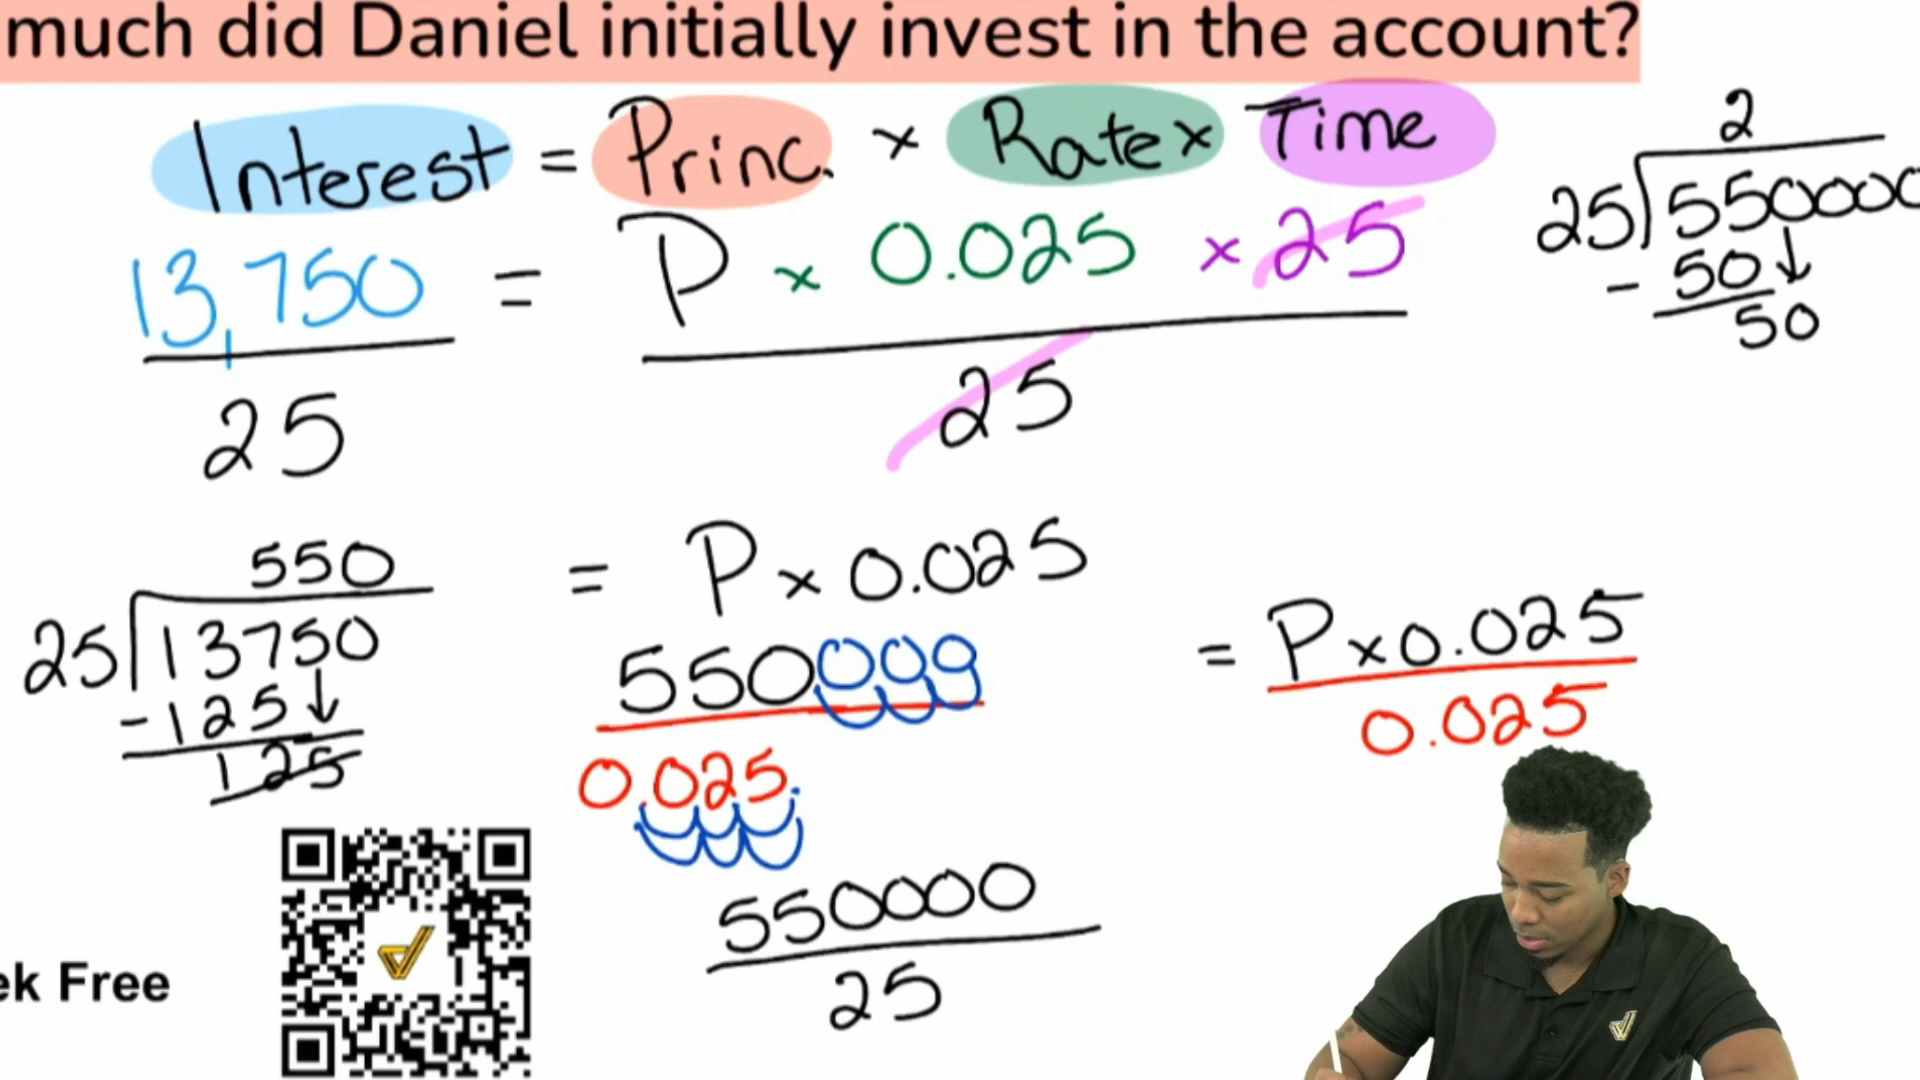 much did Daniel initially invest in the account?
Interest = Princ. × Rate × Time
13,750 = P × 0.025 × 25
25
25
2
25)550000
- 50
50
550
25)13750
-125
125
= P × 0.025
550000
0.025.
= P×0.025
0.025
550000
25
ek Free